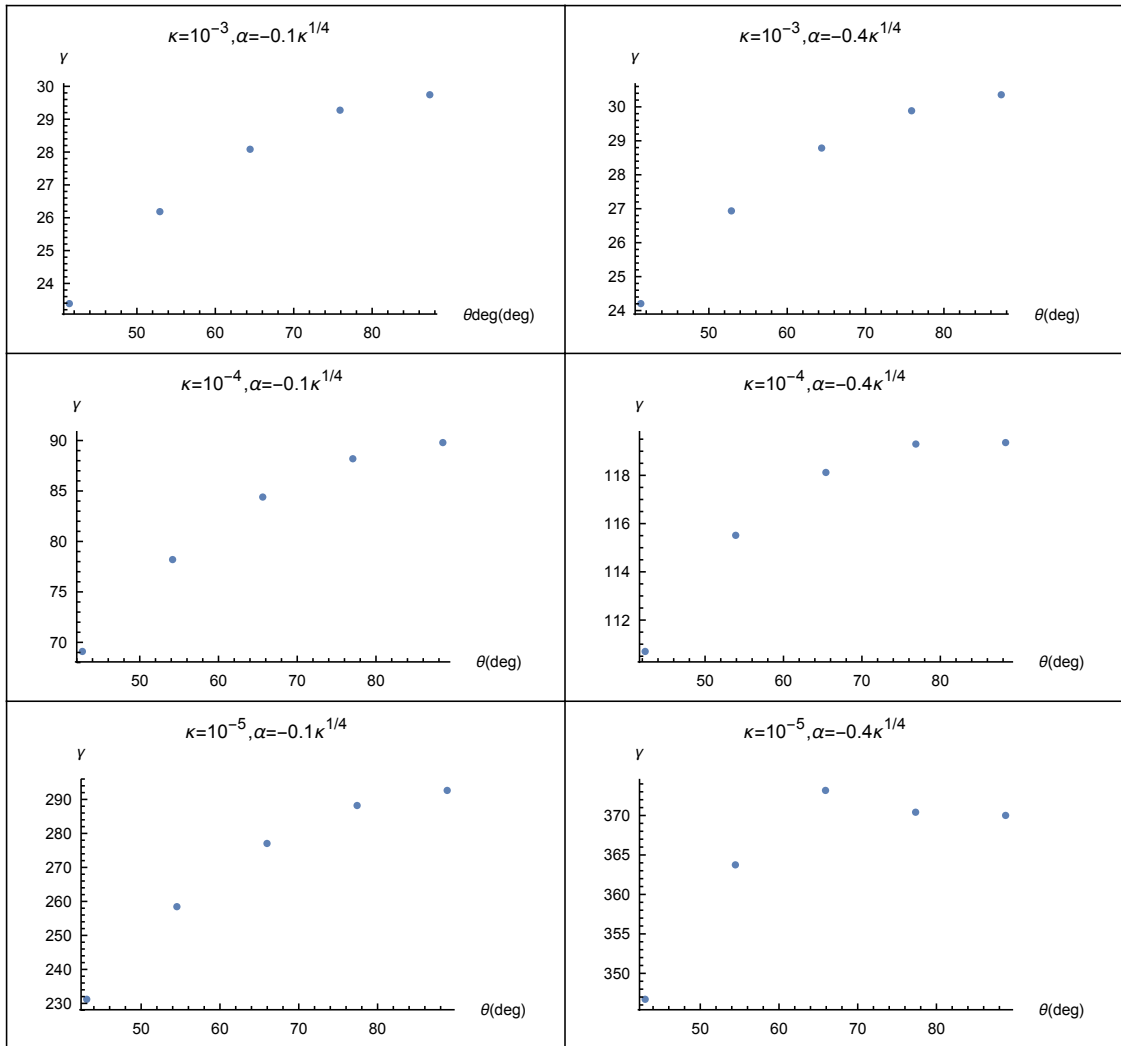 κ=10⁻³,α=-0.1κ^1/4
γ
30
29
28
27
26
25
24
50 60 70 80
θdeg(deg)
κ=10⁻³,α=-0.4κ^1/4
γ
30
29
28
27
26
25
24
50 60 70 80
θ(deg)
κ=10⁻⁴,α=-0.1κ^1/4
γ
90
85
80
75
70
50 60 70 80
θ(deg)
κ=10⁻⁴,α=-0.4κ^1/4
γ
118
116
114
112
50 60 70 80
θ(deg)
κ=10⁻⁵,α=-0.1κ^1/4
γ
290
280
270
260
250
240
230
50 60 70 80
θ(deg)
κ=10⁻⁵,α=-0.4κ^1/4
γ
370
365
360
355
350
50 60 70 80
θ(deg)